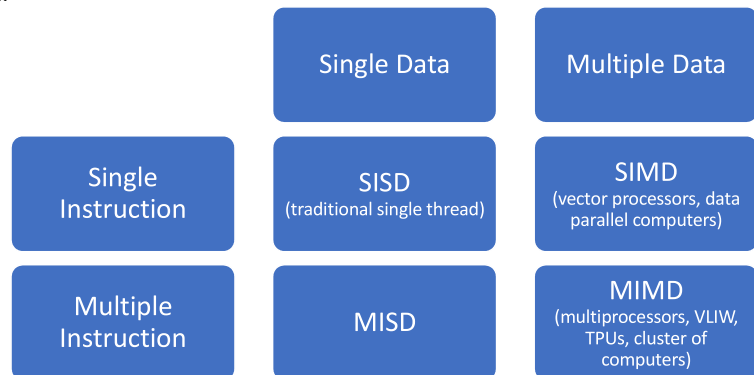 Single Data
Multiple Data
Single
Instruction
SISD
(traditional single thread)
SIMD
(vector processors, data
parallel computers)
Multiple
Instruction
MISD
MIMD
(multiprocessors, VLIW,
TPUs, cluster of
computers)